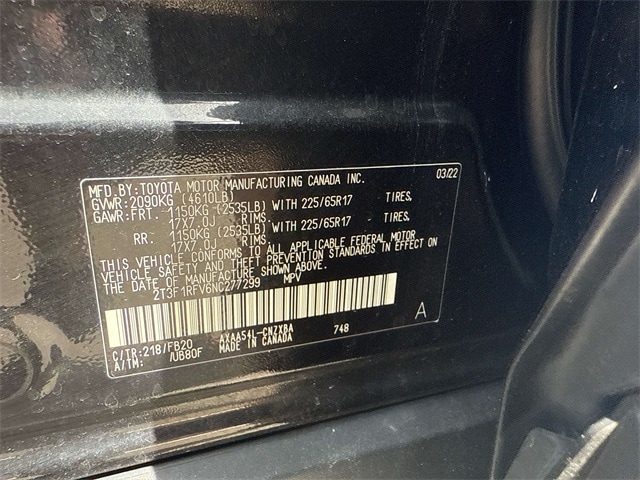 MFD.BY:TOYOTA MOTOR MANUFACTURING CANADA INC. 03/22
GVWR:2090KG (4610LB)
GAWR:FRT. 1150KG (2535LB) WITH 225/65R17 TIRES,
17X7.0J RIMS
RR. 1150KG (2535LB) WITH 225/65R17 TIRES,
17X7.0J RIMS
THIS VEHICLE CONFORMS TO ALL APPLICABLE FEDERAL MOTOR
VEHICLE SAFETY AND THEFT PREVENTION STANDARDS IN EFFECT ON
THE DATE OF MANUFACTURE SHOWN ABOVE.
2T3F1RFV6NC277299 MPV
A
C/TR:218/FB20 AXAA54L-CNZXBA 748
A/TM: /UB80F MADE IN CANADA